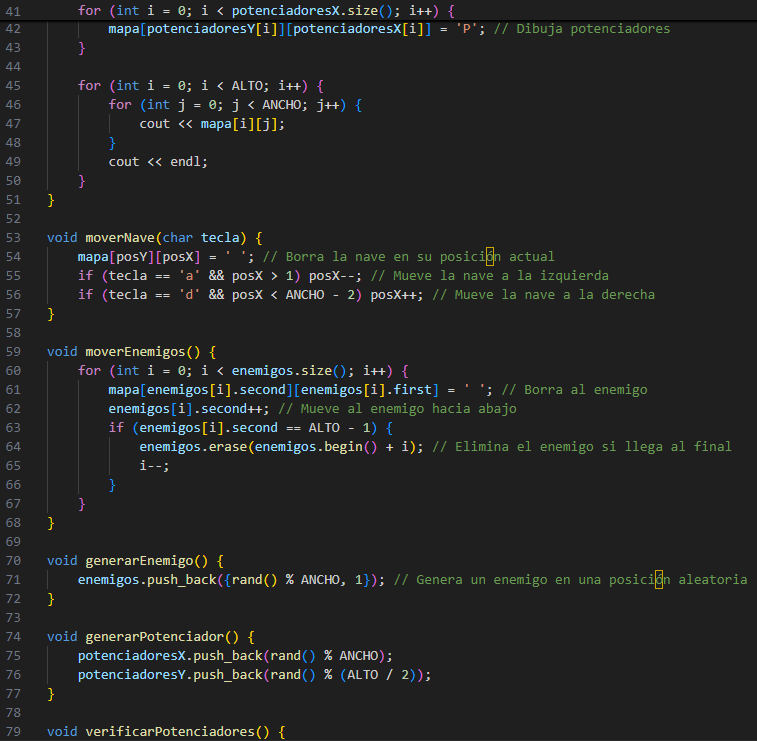 41 for (int i = 0; i < potenciadoresX.size(); i++) {
42 mapa[potenciadoresY[i]][potenciadoresX[i]] = 'P'; // Dibuja potenciadores
43 }
44
45 for (int i = 0; i < ALTO; i++) {
46 for (int j = 0; j < ANCHO; j++) {
47 cout << mapa[i][j];
48 }
49 cout << endl;
50 }
51 }
52
53 void moverNave(char tecla) {
54 mapa[posY][posX] = ' '; // Borra la nave en su posición actual
55 if (tecla == 'a' && posX > 1) posX--; // Mueve la nave a la izquierda
56 if (tecla == 'd' && posX < ANCHO - 2) posX++; // Mueve la nave a la derecha
57 }
58
59 void moverEnemigos() {
60 for (int i = 0; i < enemigos.size(); i++) {
61 mapa[enemigos[i].second][enemigos[i].first] = ' '; // Borra al enemigo
62 enemigos[i].second++; // Mueve al enemigo hacia abajo
63 if (enemigos[i].second == ALTO - 1) {
64 enemigos.erase(enemigos.begin() + i); // Elimina el enemigo si llega al final
65 i--;
66 }
67 }
68 }
69
70 void generarEnemigo() {
71 enemigos.push_back({rand() % ANCHO, 1}); // Genera un enemigo en una posición aleatoria
72 }
73
74 void generarPotenciador() {
75 potenciadoresX.push_back(rand() % ANCHO);
76 potenciadoresY.push_back(rand() % (ALTO / 2));
77 }
78
79 void verificarPotenciadores() {